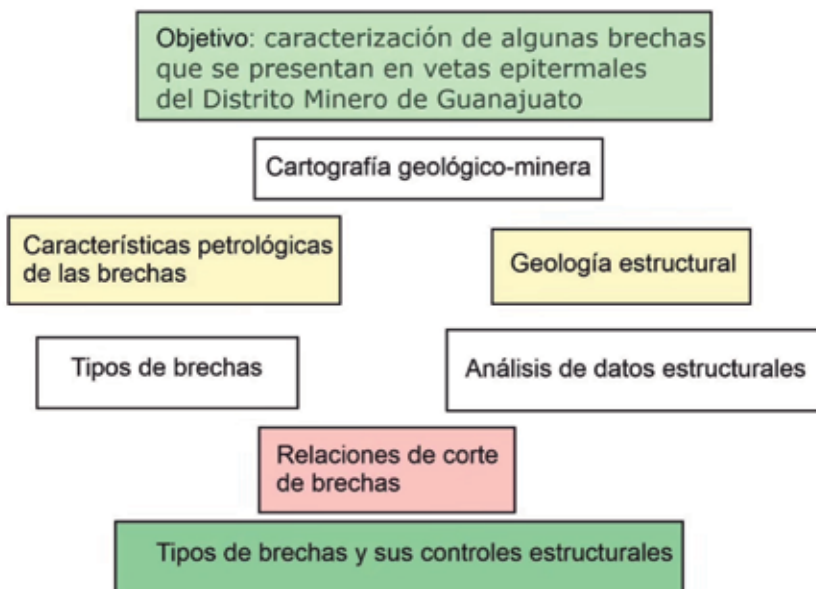 Objetivo: caracterización de algunas brechas
que se presentan en vetas epitermales
del Distrito Minero de Guanajuato
Cartografía geológico-minera
Características petrológicas
de las brechas
Geología estructural
Tipos de brechas
Análisis de datos estructurales
Relaciones de corte
de brechas
Tipos de brechas y sus controles estructurales